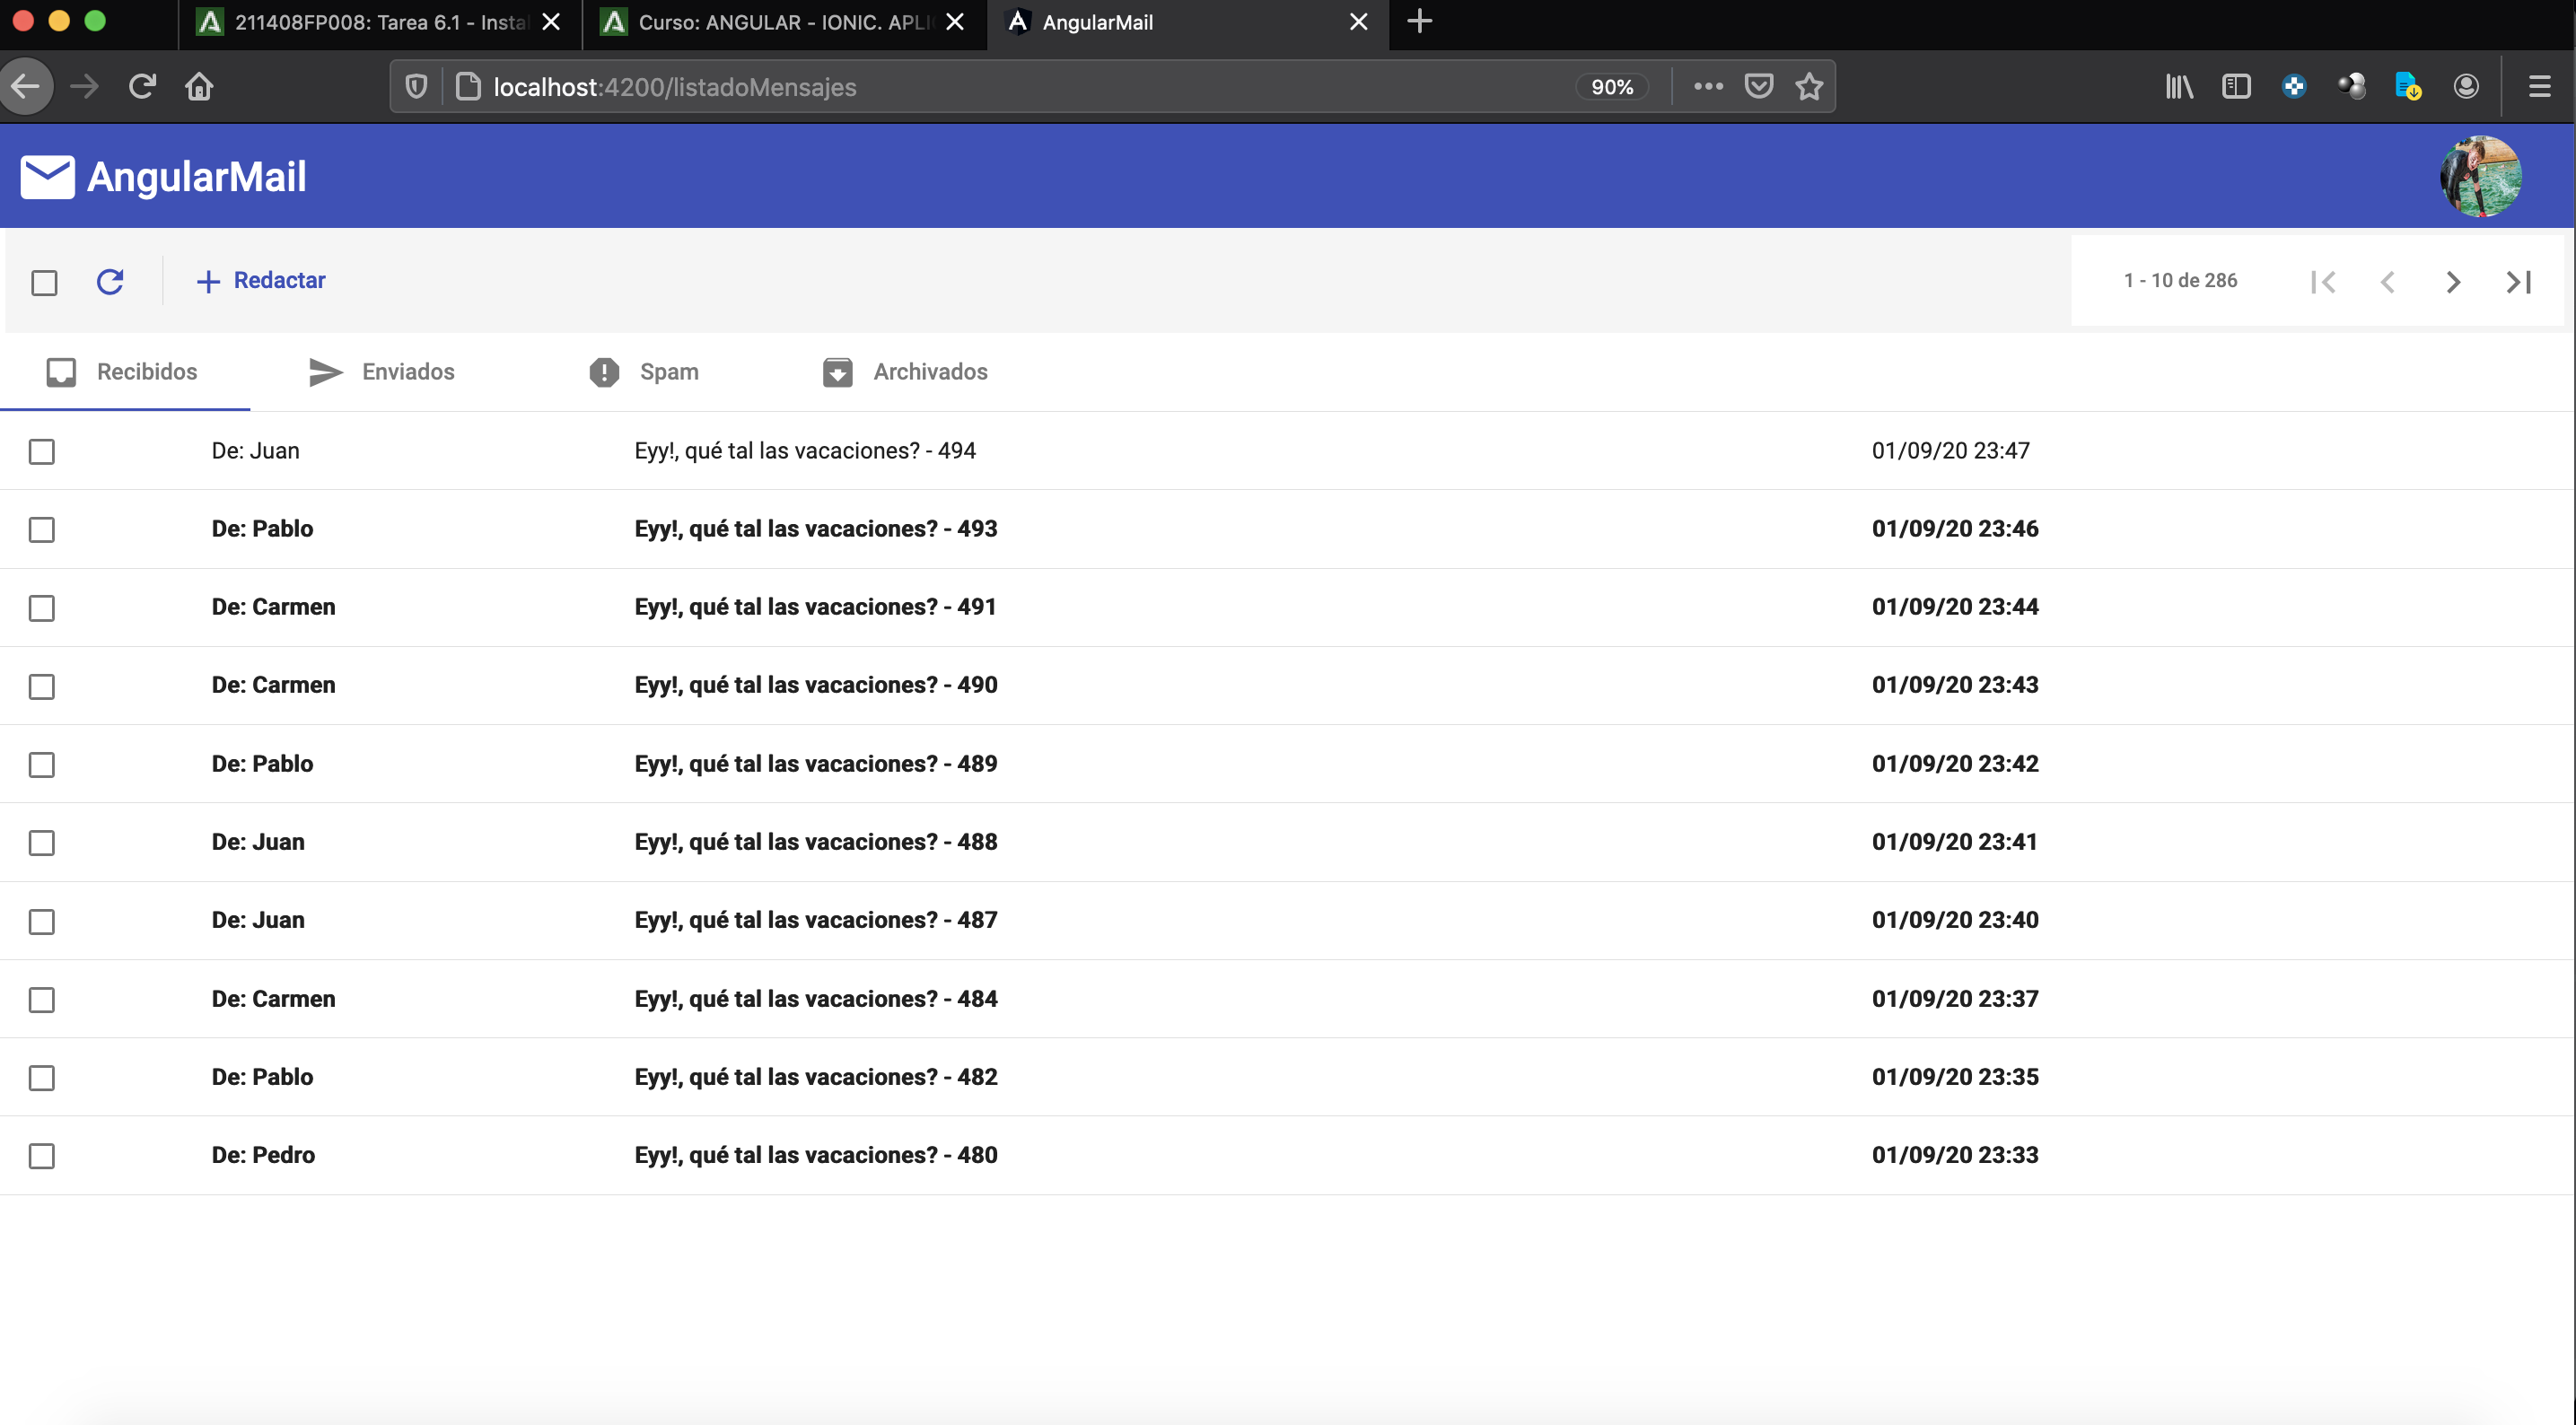 211408FP008: Tarea 6.1 - Instal
Curso: ANGULAR - IONIC. APLI
AngularMail
localhost:4200/listadoMensajes
90%
AngularMail
Redactar
1 - 10 de 286
Recibidos
Enviados
Spam
Archivados
De: Juan Eyy!, qué tal las vacaciones? - 494 01/09/20 23:47
De: Pablo Eyy!, qué tal las vacaciones? - 493 01/09/20 23:46
De: Carmen Eyy!, qué tal las vacaciones? - 491 01/09/20 23:44
De: Carmen Eyy!, qué tal las vacaciones? - 490 01/09/20 23:43
De: Pablo Eyy!, qué tal las vacaciones? - 489 01/09/20 23:42
De: Juan Eyy!, qué tal las vacaciones? - 488 01/09/20 23:41
De: Juan Eyy!, qué tal las vacaciones? - 487 01/09/20 23:40
De: Carmen Eyy!, qué tal las vacaciones? - 484 01/09/20 23:37
De: Pablo Eyy!, qué tal las vacaciones? - 482 01/09/20 23:35
De: Pedro Eyy!, qué tal las vacaciones? - 480 01/09/20 23:33